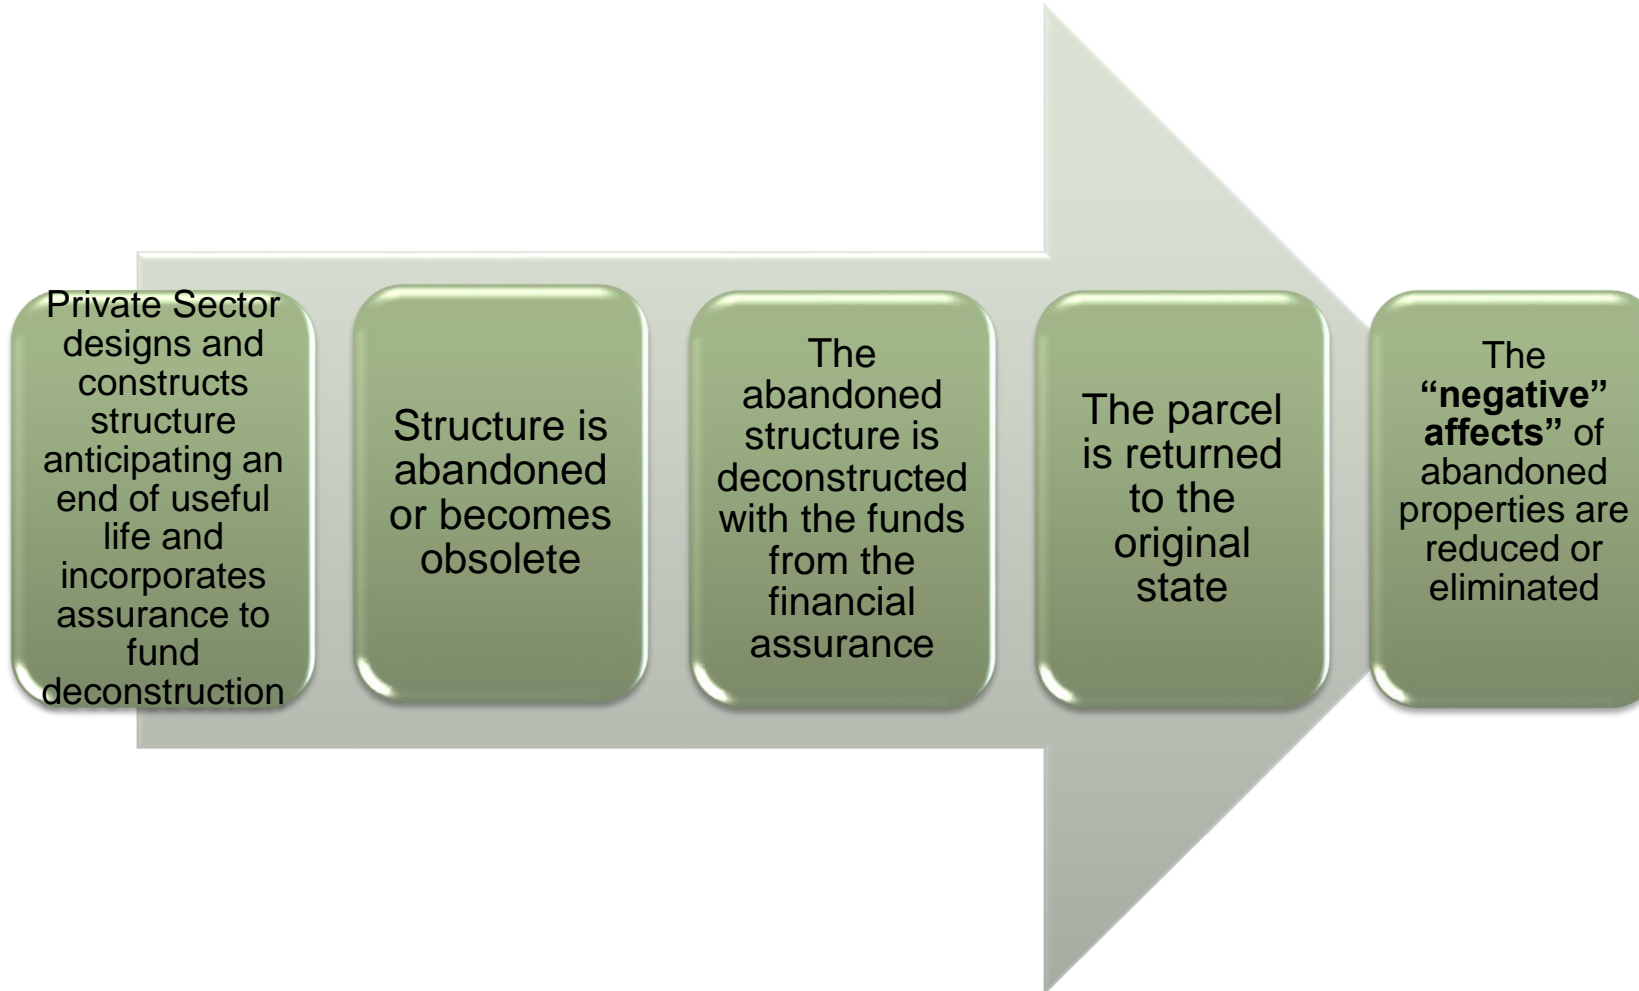 Private Sector
designs and
constructs
structure
anticipating an
end of useful
life and
incorporates
assurance to
fund
deconstruction
Structure is
abandoned
or becomes
obsolete
The
abandoned
structure is
deconstructed
with the funds
from the
financial
assurance
The parcel
is returned
to the
original
state
The
“negative”
affects” of
abandoned
properties are
reduced or
eliminated